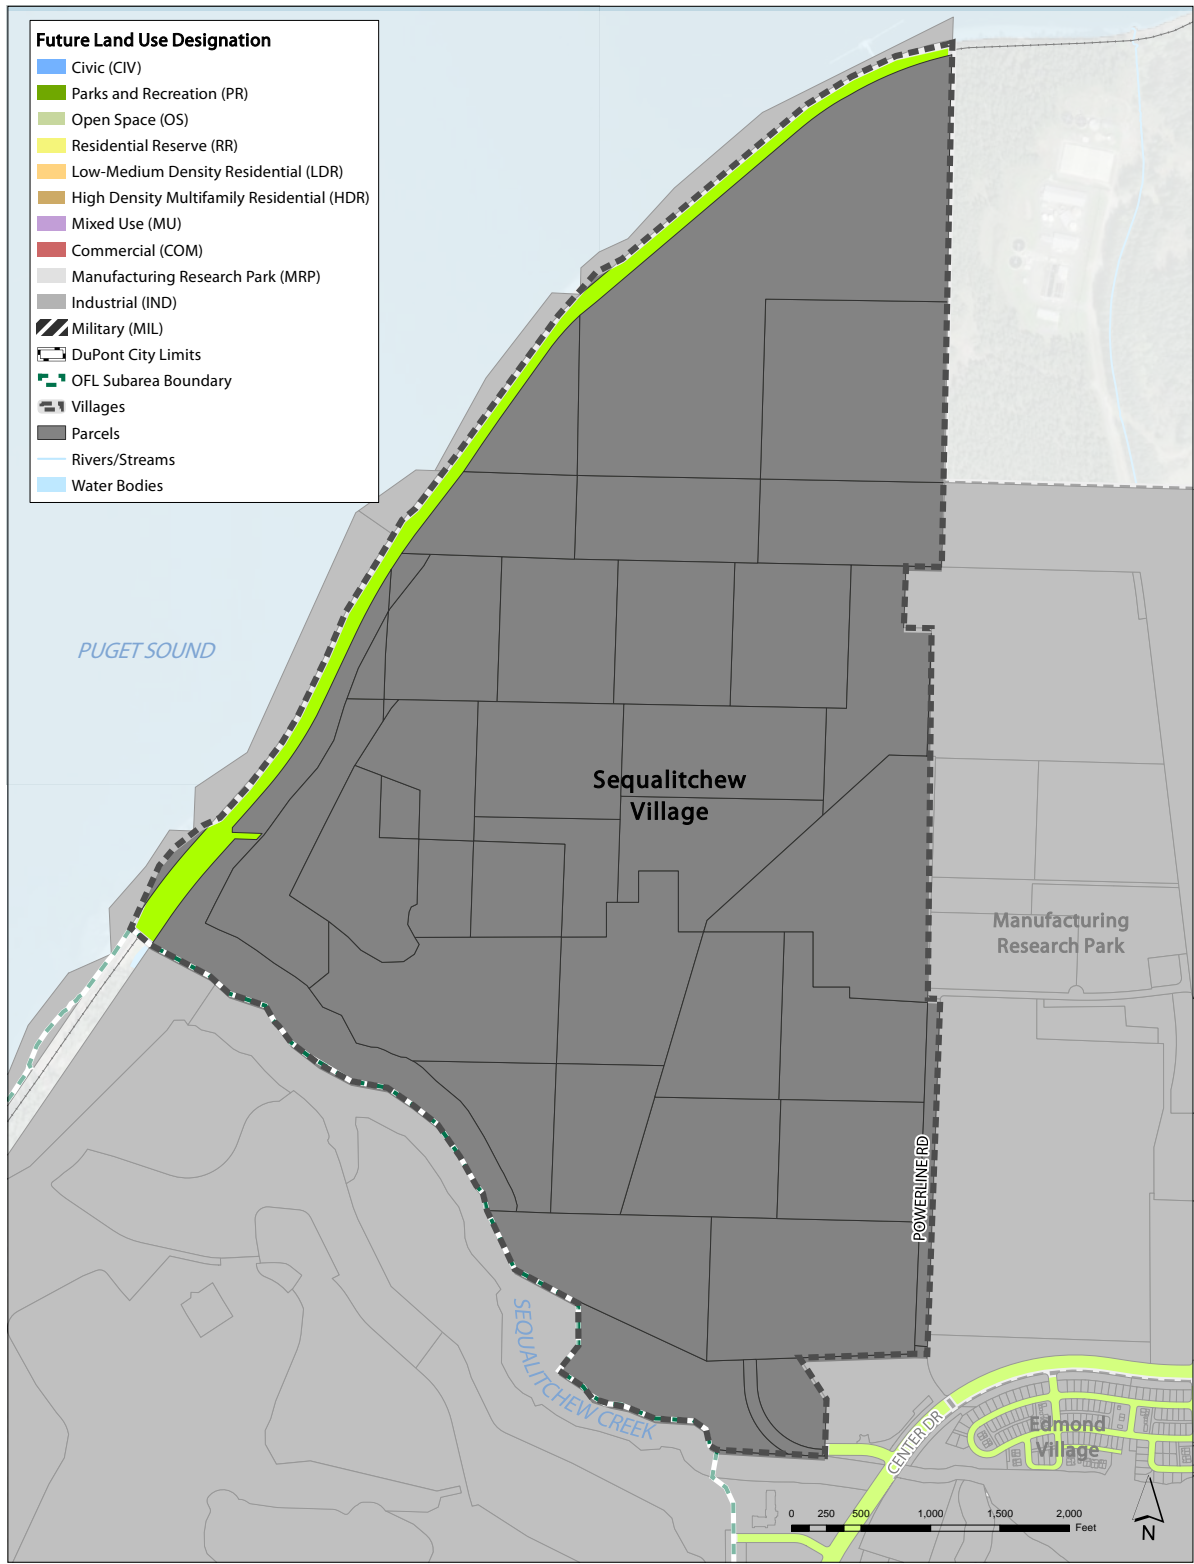 Future Land Use Designation
Civic (CIV)
Parks and Recreation (PR)
Open Space (OS)
Residential Reserve (RR)
Low-Medium Density Residential (LDR)
High Density Multifamily Residential (HDR)
Mixed Use (MU)
Commercial (COM)
Manufacturing Research Park (MRP)
Industrial (IND)
Military (MIL)
DuPont City Limits
OFL Subarea Boundary
Villages
Parcels
Rivers/Streams
Water Bodies
PUGET SOUND
Sequalitchew
Village
Manufacturing
Research Park
POWERLINE RD
SEQUALITCHEW CREEK
CENTER DR
Edmond
Village
0 250 500 1,000 1,500 2,000
Feet
N